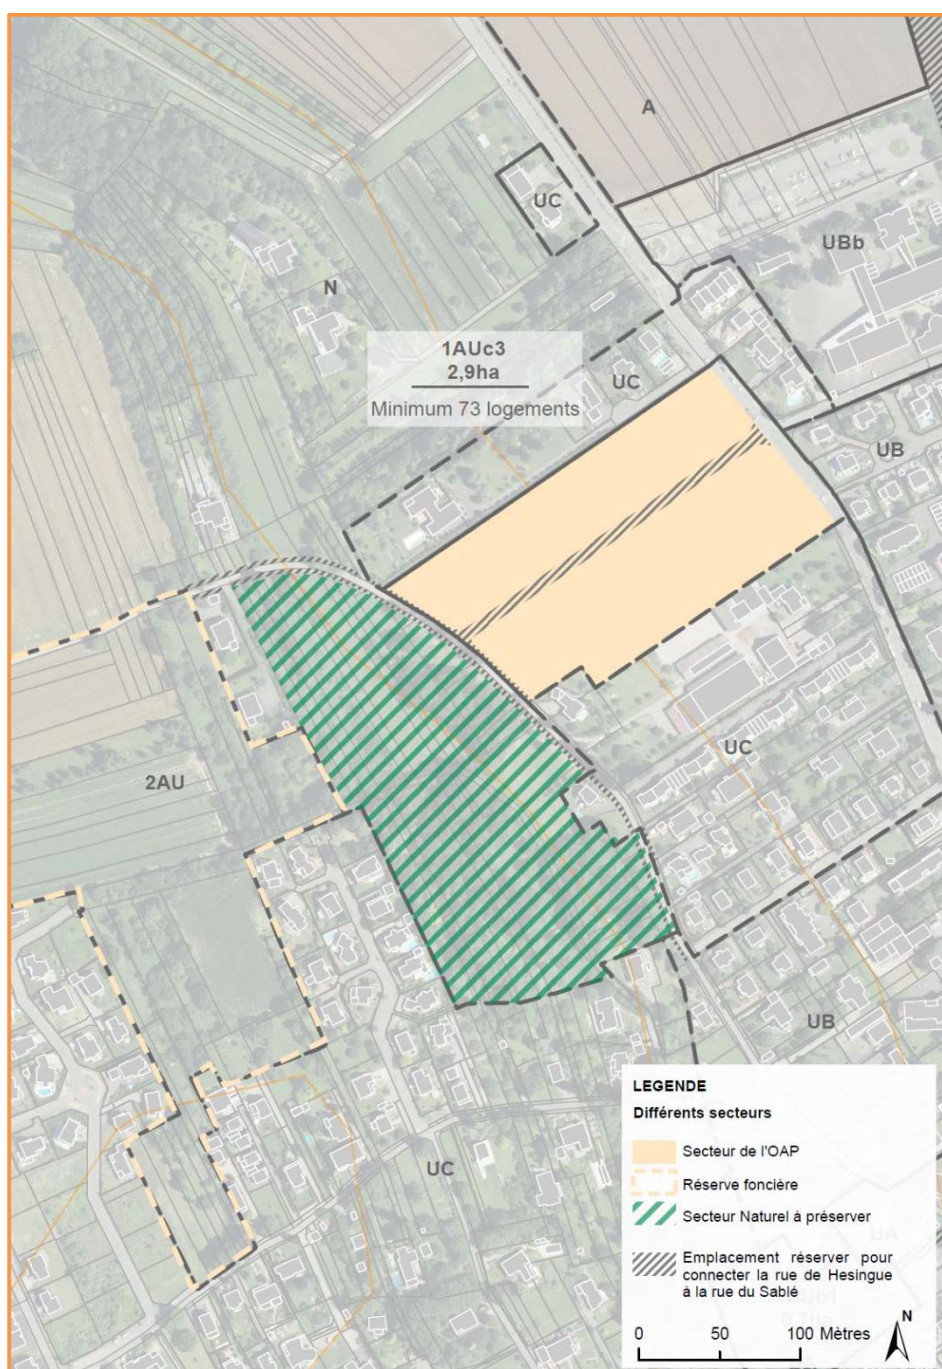 A
UC
UBb
N
1AUc3
2,9ha
Minimum 73 logements
UC
UB
UC
2AU
UB
UC
LEGENDE
Différents secteurs
Secteur de l'OAP
Réserve foncière
Secteur Naturel à préserver
Emplacement réserver pour
connecter la rue de Hesingue
à la rue du Sablé
UA
N
0 50 100 Mètres